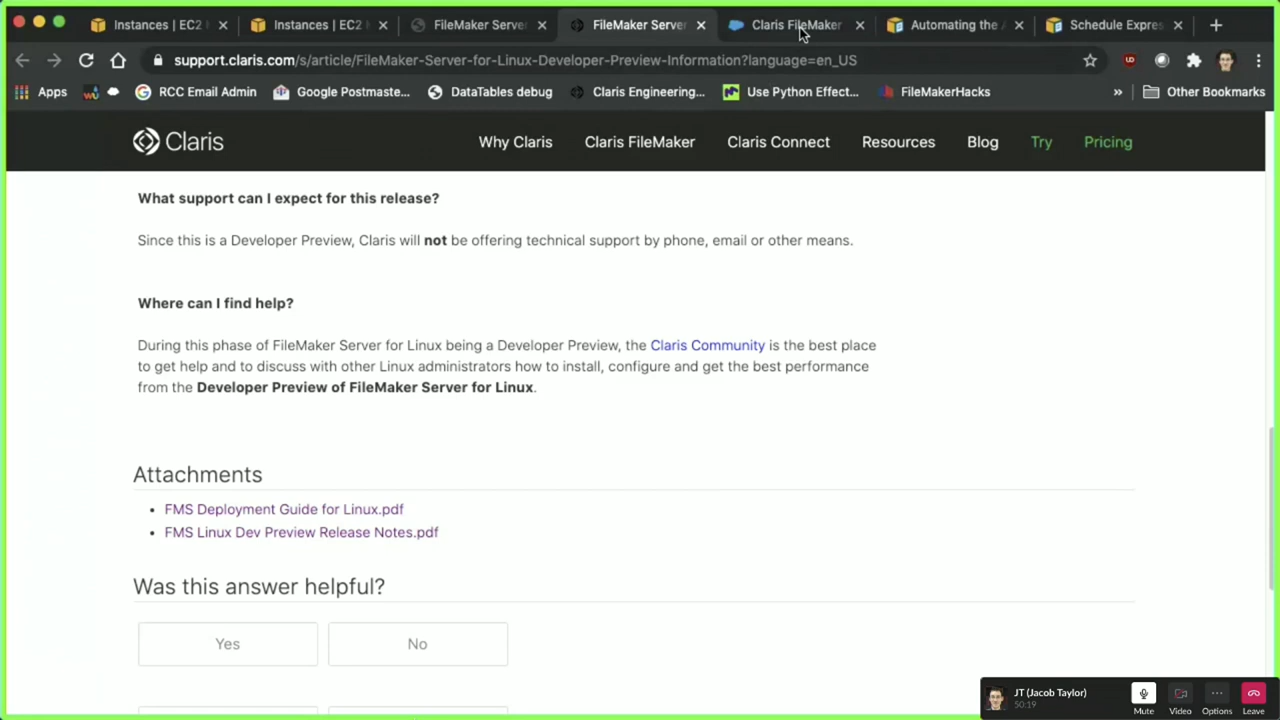 Instances | EC2
Instances | EC2
FileMaker Server
FileMaker Server
Claris FileMaker
Automating the
Schedule Expres
support.claris.com/s/article/FileMaker-Server-for-Linux-Developer-Preview-Information?language=en_US
Apps
RCC Email Admin
Google Postmaste...
DataTables debug
Claris Engineering...
Use Python Effect...
FileMakerHacks
»
Other Bookmarks
Claris
Why Claris
Claris FileMaker
Claris Connect
Resources
Blog
Try
Pricing
What support can I expect for this release?
Since this is a Developer Preview, Claris will not be offering technical support by phone, email or other means.
Where can I find help?
During this phase of FileMaker Server for Linux being a Developer Preview, the Claris Community is the best place
to get help and to discuss with other Linux administrators how to install, configure and get the best performance
from the Developer Preview of FileMaker Server for Linux.
Attachments
• FMS Deployment Guide for Linux.pdf
• FMS Linux Dev Preview Release Notes.pdf
Was this answer helpful?
Yes
No
JT (Jacob Taylor)
50:19
Mute
Video
Options
Leave